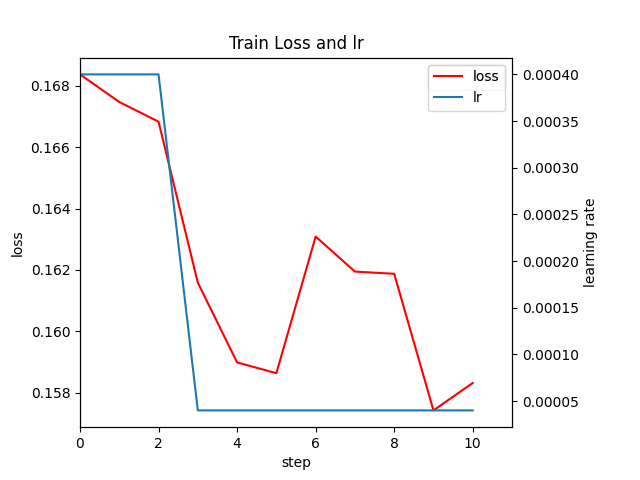 Train Loss and lr
loss
lr
0.168
0.166
0.164
0.162
0.160
0.158
loss
0.00040
0.00035
0.00030
0.00025
0.00020
0.00015
0.00010
0.00005
learning rate
0 2 4 6 8 10
step